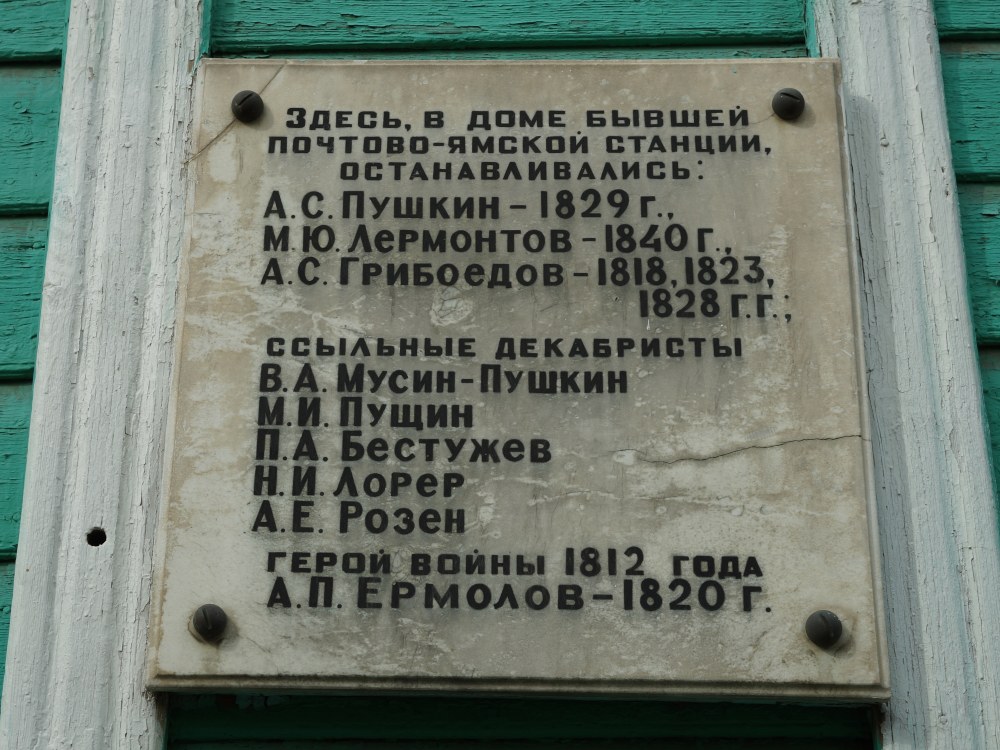 Здесь, в доме бывшей
почтово-ямской станции,
останавливались:
А.С. Пушкин – 1829 г.,
М.Ю. Лермонтов – 1840 г.,
А.С. Грибоедов – 1818, 1823,
1828 г.г.;
ссыльные декабристы
В.А. Мусин-Пушкин
М.И. Пущин
П.А. Бестужев
Н.И. Лорер
А.Е. Розен
герой войны 1812 года
А.П. Ермолов – 1820 г.